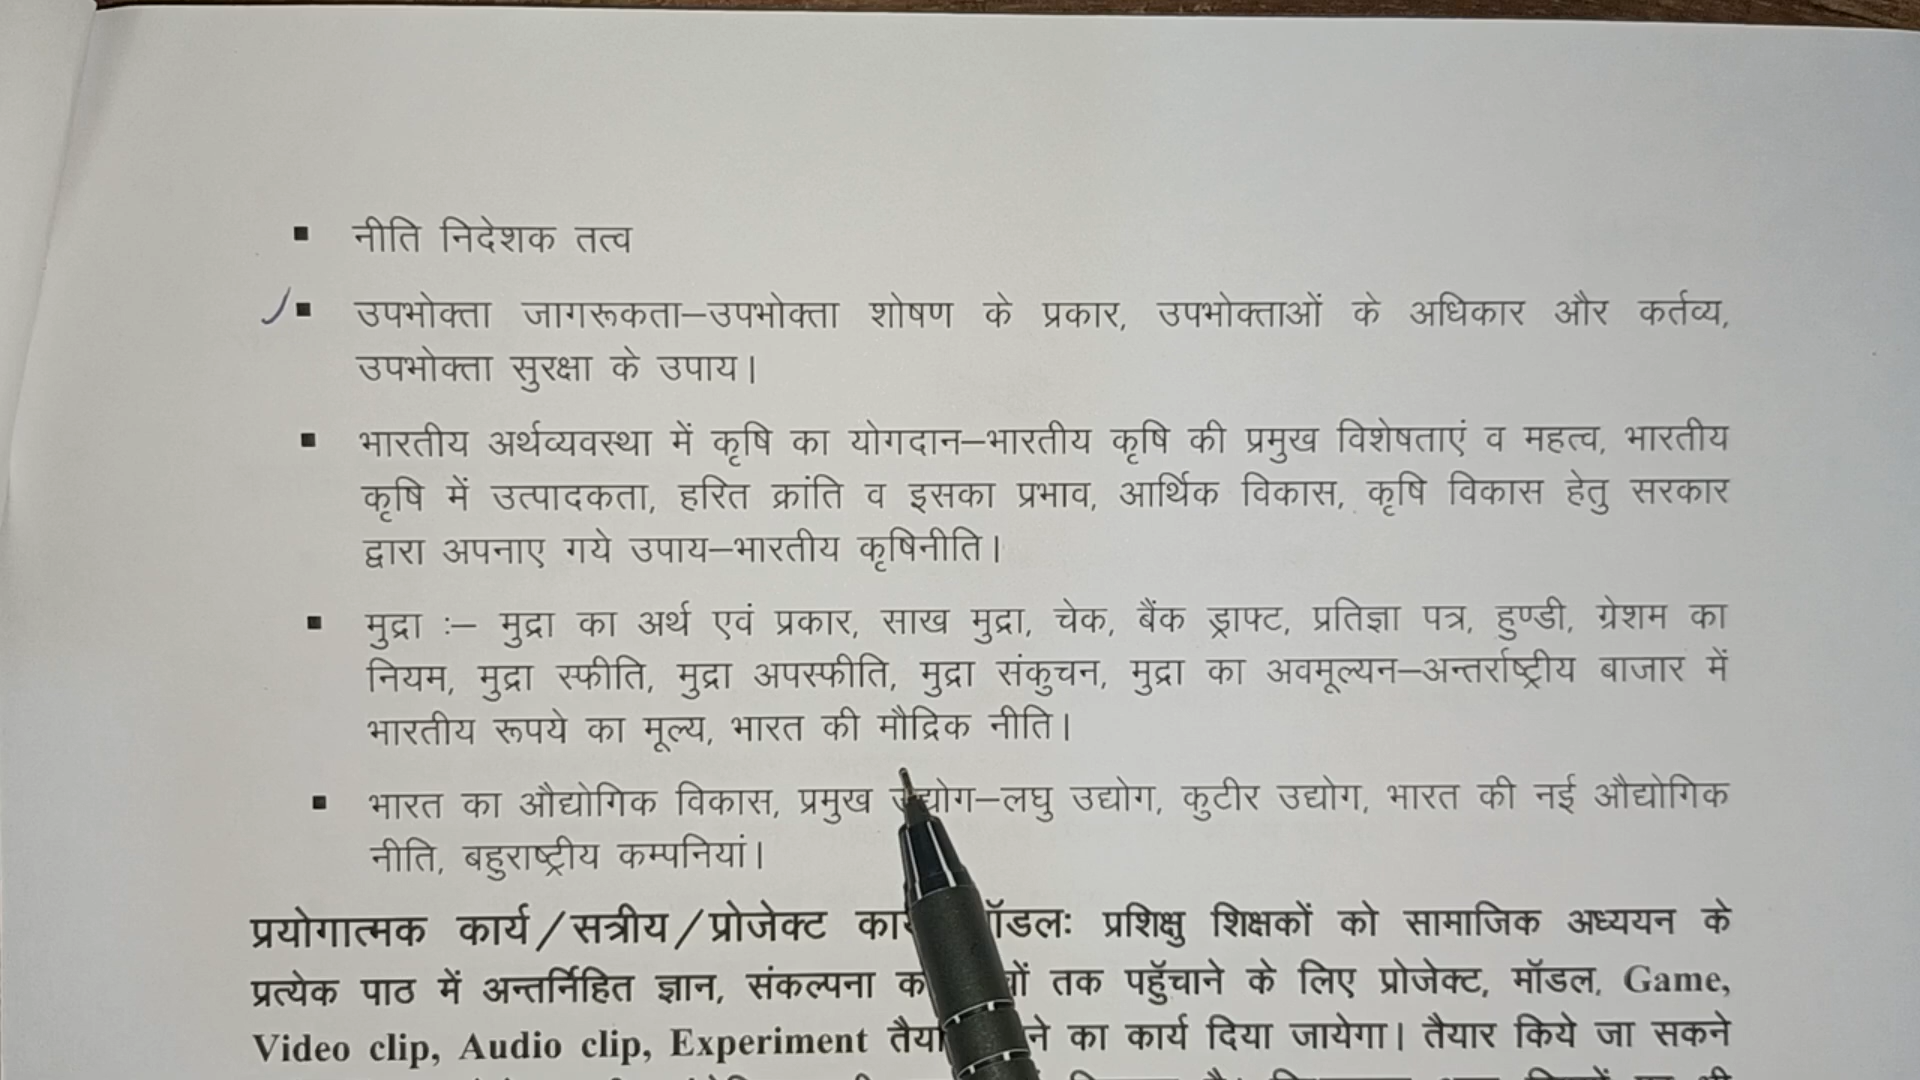 ▪ नीति निदेशक तत्व
▪ उपभोक्ता जागरूकता–उपभोक्ता शोषण के प्रकार, उपभोक्ताओं के अधिकार और कर्तव्य,
उपभोक्ता सुरक्षा के उपाय।
▪ भारतीय अर्थव्यवस्था में कृषि का योगदान–भारतीय कृषि की प्रमुख विशेषताएं व महत्व, भारतीय
कृषि में उत्पादकता, हरित क्रांति व इसका प्रभाव, आर्थिक विकास, कृषि विकास हेतु सरकार
द्वारा अपनाए गये उपाय–भारतीय कृषिनीति।
▪ मुद्रा :– मुद्रा का अर्थ एवं प्रकार, साख मुद्रा, चेक, बैंक ड्राफ्ट, प्रतिज्ञा पत्र, हुण्डी, ग्रेशम का
नियम, मुद्रा स्फीति, मुद्रा अपस्फीति, मुद्रा संकुचन, मुद्रा का अवमूल्यन–अन्तर्राष्ट्रीय बाजार में
भारतीय रूपये का मूल्य, भारत की मौद्रिक नीति।
▪ भारत का औद्योगिक विकास, प्रमुख उद्योग–लघु उद्योग, कुटीर उद्योग, भारत की नई औद्योगिक
नीति, बहुराष्ट्रीय कम्पनियां।
प्रयोगात्मक कार्य/सत्रीय/प्रोजेक्ट प्रशिक्षु शिक्षकों को सामाजिक अध्ययन के
प्रत्येक पाठ में अन्तर्निहित ज्ञान, संकल्पना तक पहुँचाने के लिए प्रोजेक्ट, मॉडल, Game,
Video clip, Audio clip, Experiment का कार्य दिया जायेगा। तैयार किये जा सकने